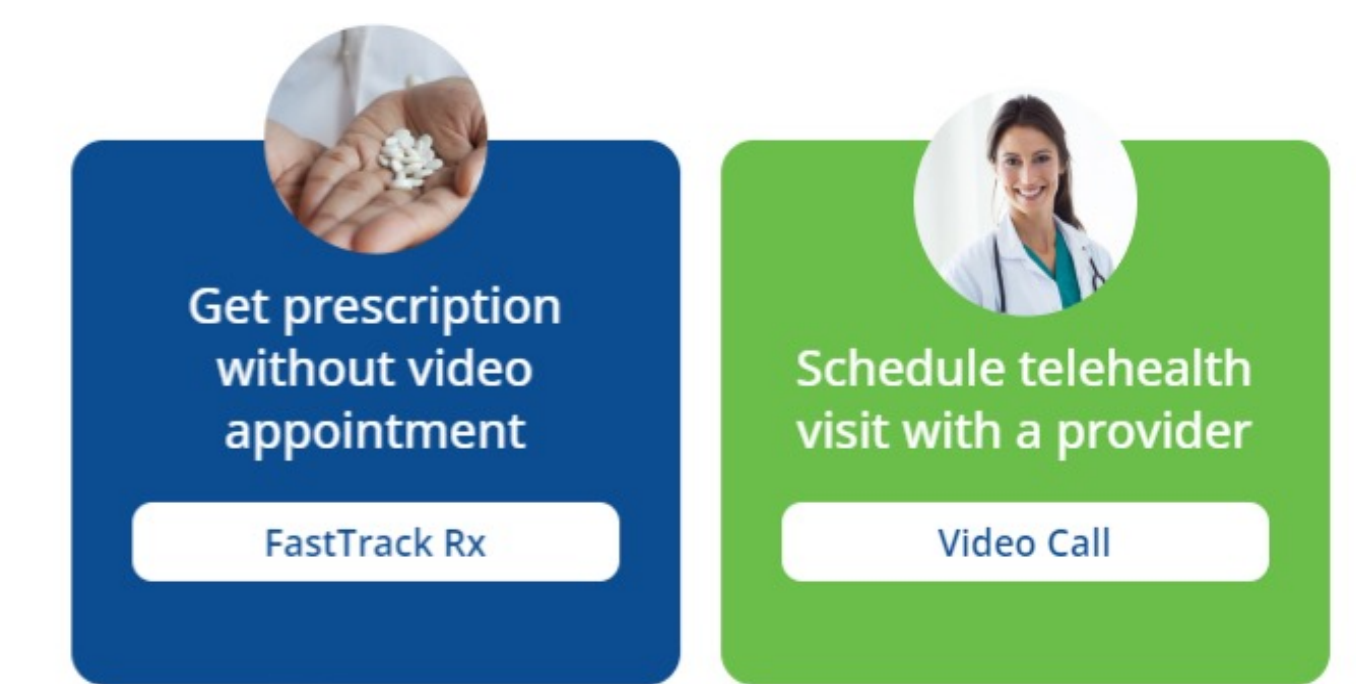 Get prescription
without video
appointment
FastTrack Rx
Schedule telehealth
visit with a provider
Video Call